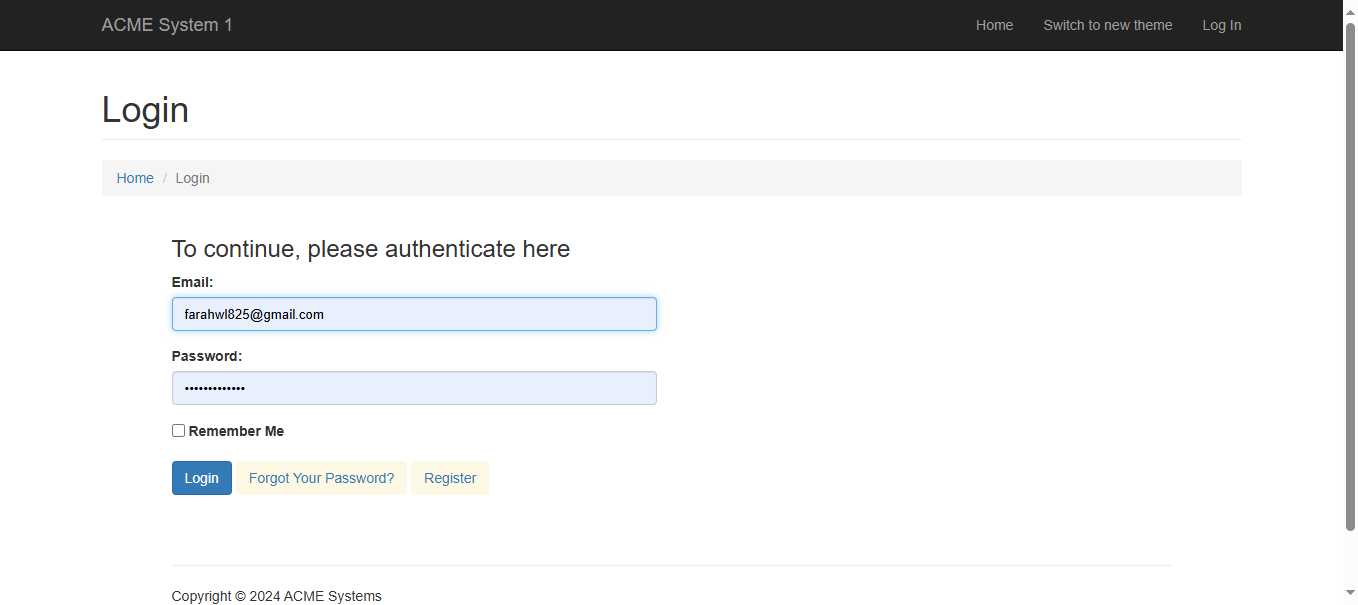 ACME System 1 Home Switch to new theme Log In
Login
Home / Login
To continue, please authenticate here
Email:
farahwl825@gmail.com
Password:
•••••••••••••
Remember Me
Login Forgot Your Password? Register
Copyright © 2024 ACME Systems